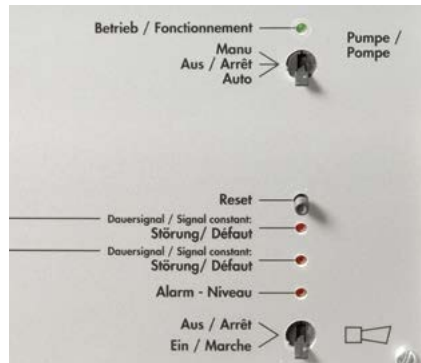 Betrieb / Fonctionnement
Pumpe /
Pompe
Manu
Aus / Arrêt
Auto
Reset
Dauersignal / Signal constant:
Störung/ Défaut
Dauersignal / Signal constant:
Störung/ Défaut
Alarm - Niveau
Aus / Arrêt
Ein / Marche